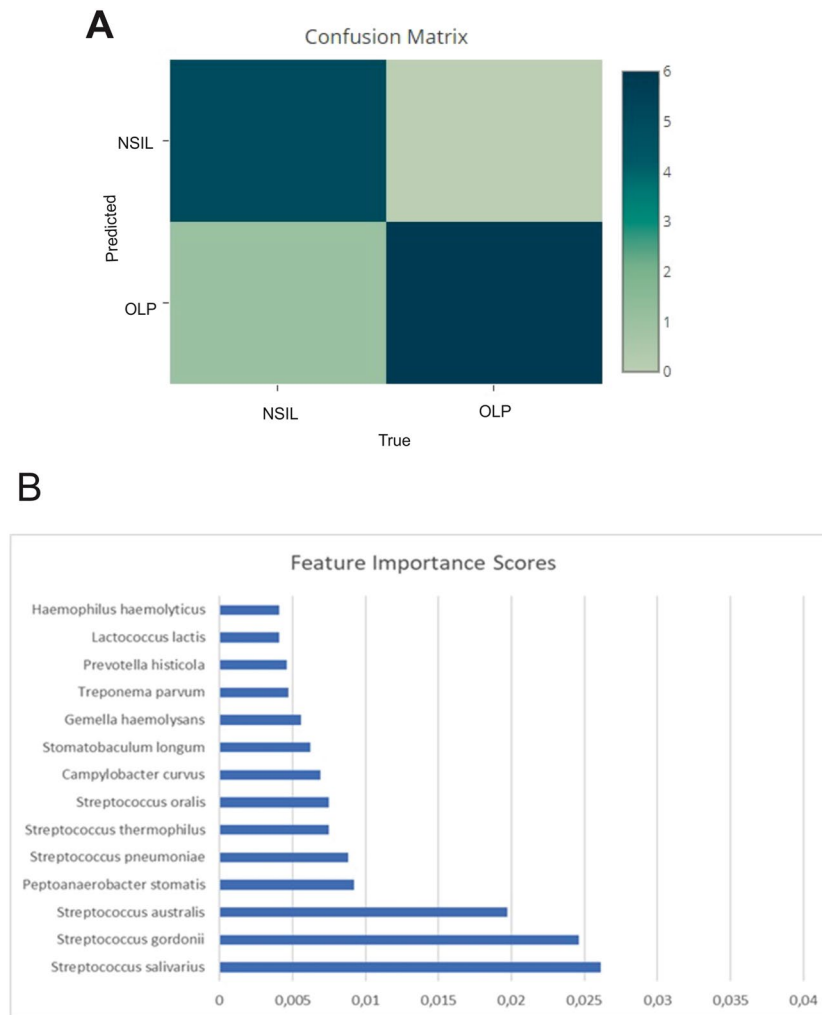 A
Confusion Matrix
NSIL
OLP
Predicted
NSIL
OLP
True
6
5
4
3
2
1
0
B
Feature Importance Scores
Haemophilus haemolyticus
Lactococcus lactis
Prevotella histicola
Treponema parvum
Gemella haemolysans
Stomatobaculum longum
Campylobacter curvus
Streptococcus oralis
Streptococcus thermophilus
Streptococcus pneumoniae
Peptoanaerobacter stomatis
Streptococcus australis
Streptococcus gordonii
Streptococcus salivarius
0 0,005 0,01 0,015 0,02 0,025 0,03 0,035 0,04